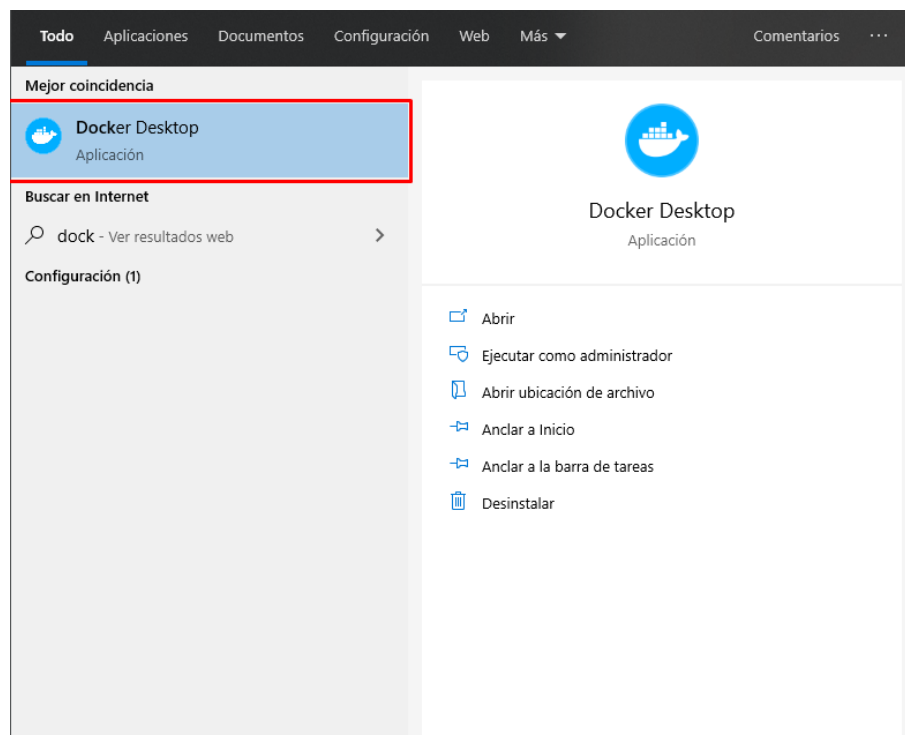 Todo Aplicaciones Documentos Configuración Web Más Comentarios ...
Mejor coincidencia
Docker Desktop
Aplicación
Buscar en Internet
dock - Ver resultados web
Configuración (1)
Docker Desktop
Aplicación
Abrir
Ejecutar como administrador
Abrir ubicación de archivo
Anclar a Inicio
Anclar a la barra de tareas
Desinstalar